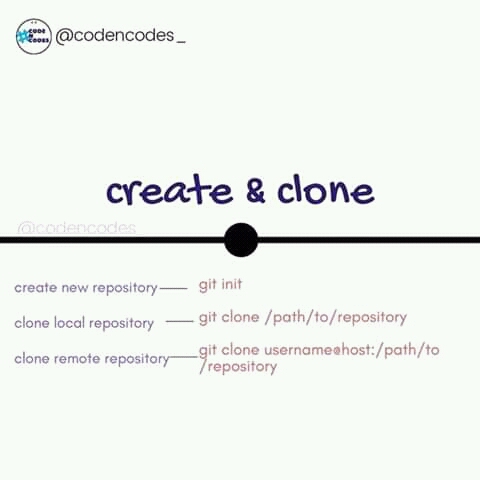 #CODE
N
CODES
@codencodes_
create & clone
@codencodes_
create new repository
git init
clone local repository
git clone /path/to/repository
clone remote repository
git clone username@host:/path/to
/repository